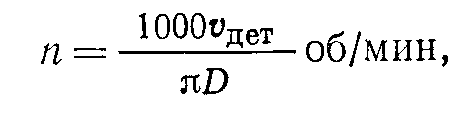 n = 1000v_дет / πD об/мин,